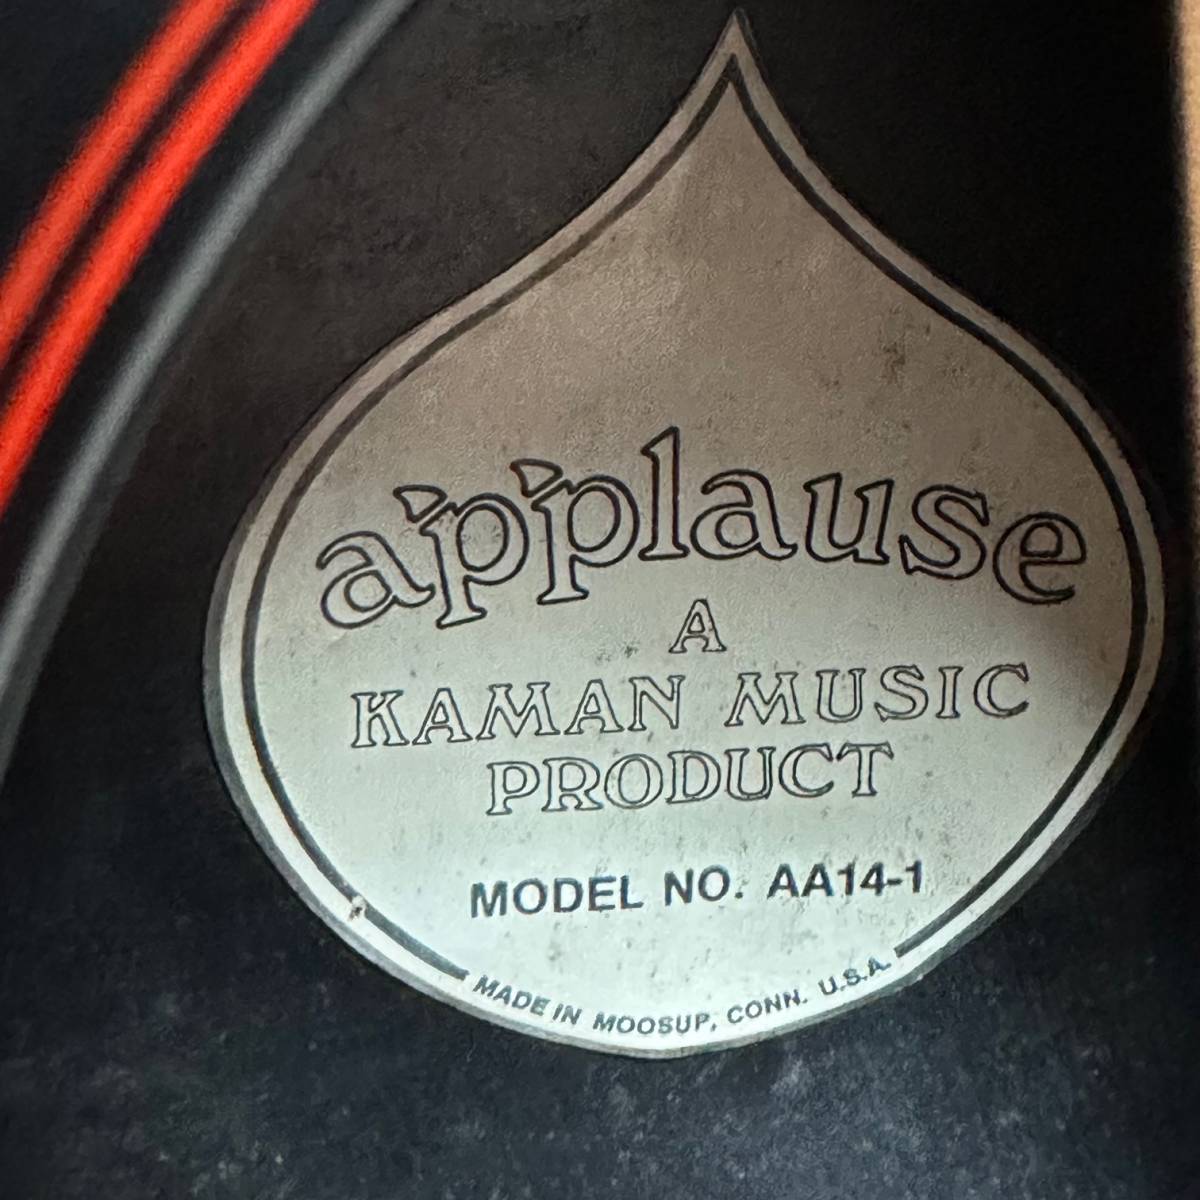 applause
A
KAMAN MUSIC
PRODUCT
MODEL NO. AA14-1
MADE IN MOOSUP, CONN. U.S.A.